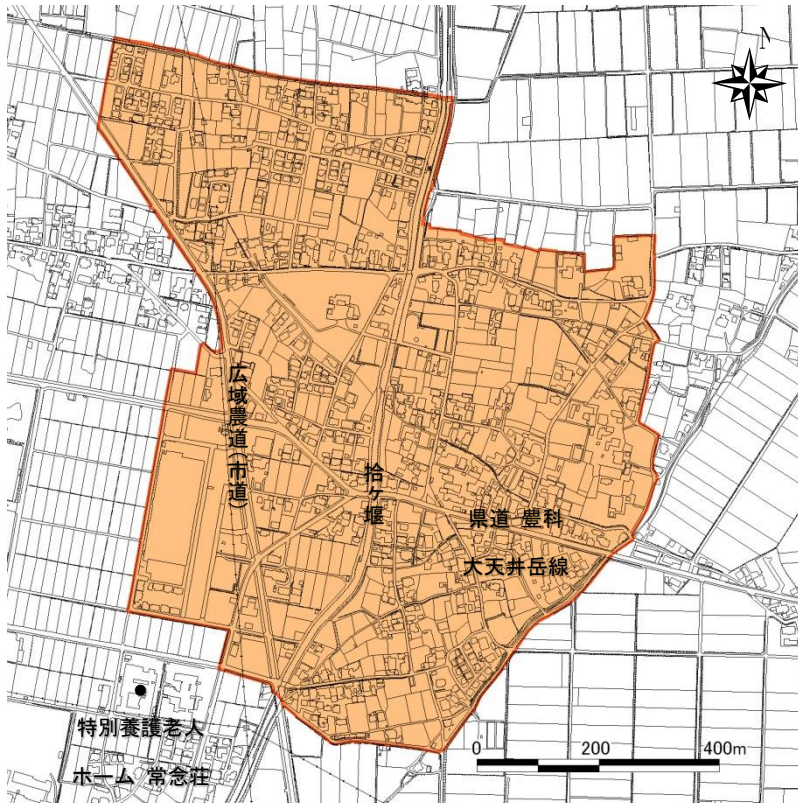 N
広域農道(市道)
拾ケ堰
県道 豊科
大天井岳線
特別養護老人
ホーム 常念荘
0 200 400m